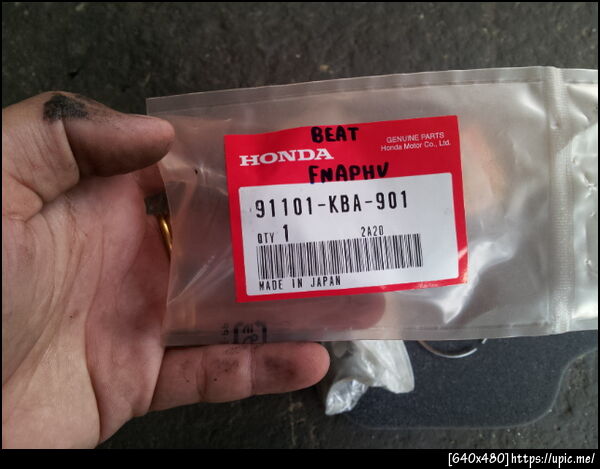 BEAT
GENUINE PARTS
Honda Motor Co., Ltd.
HONDA
FNAPHV
91101-KBA-901
QTY 1 2A20
MADE IN JAPAN
[640x480]https://upic.me/